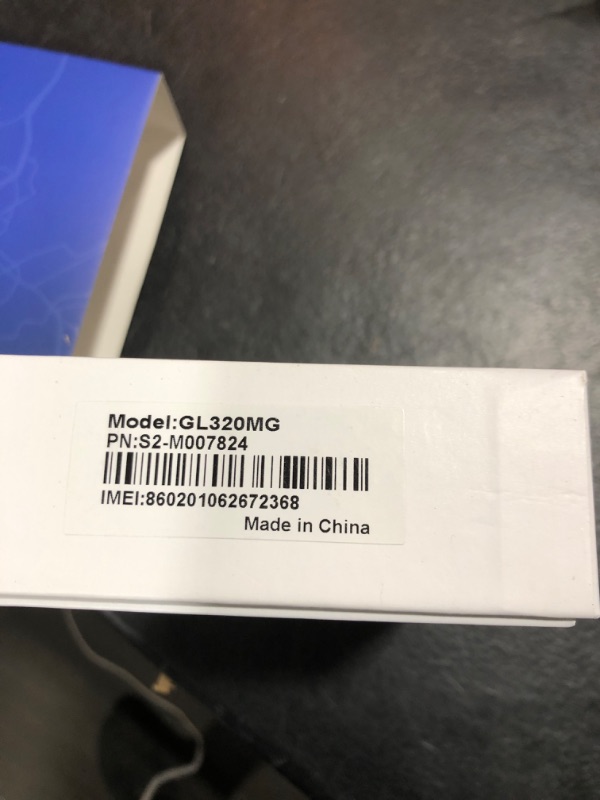 Model:GL320MG
PN:S2-M007824
IMEI:860201062672368
Made in China